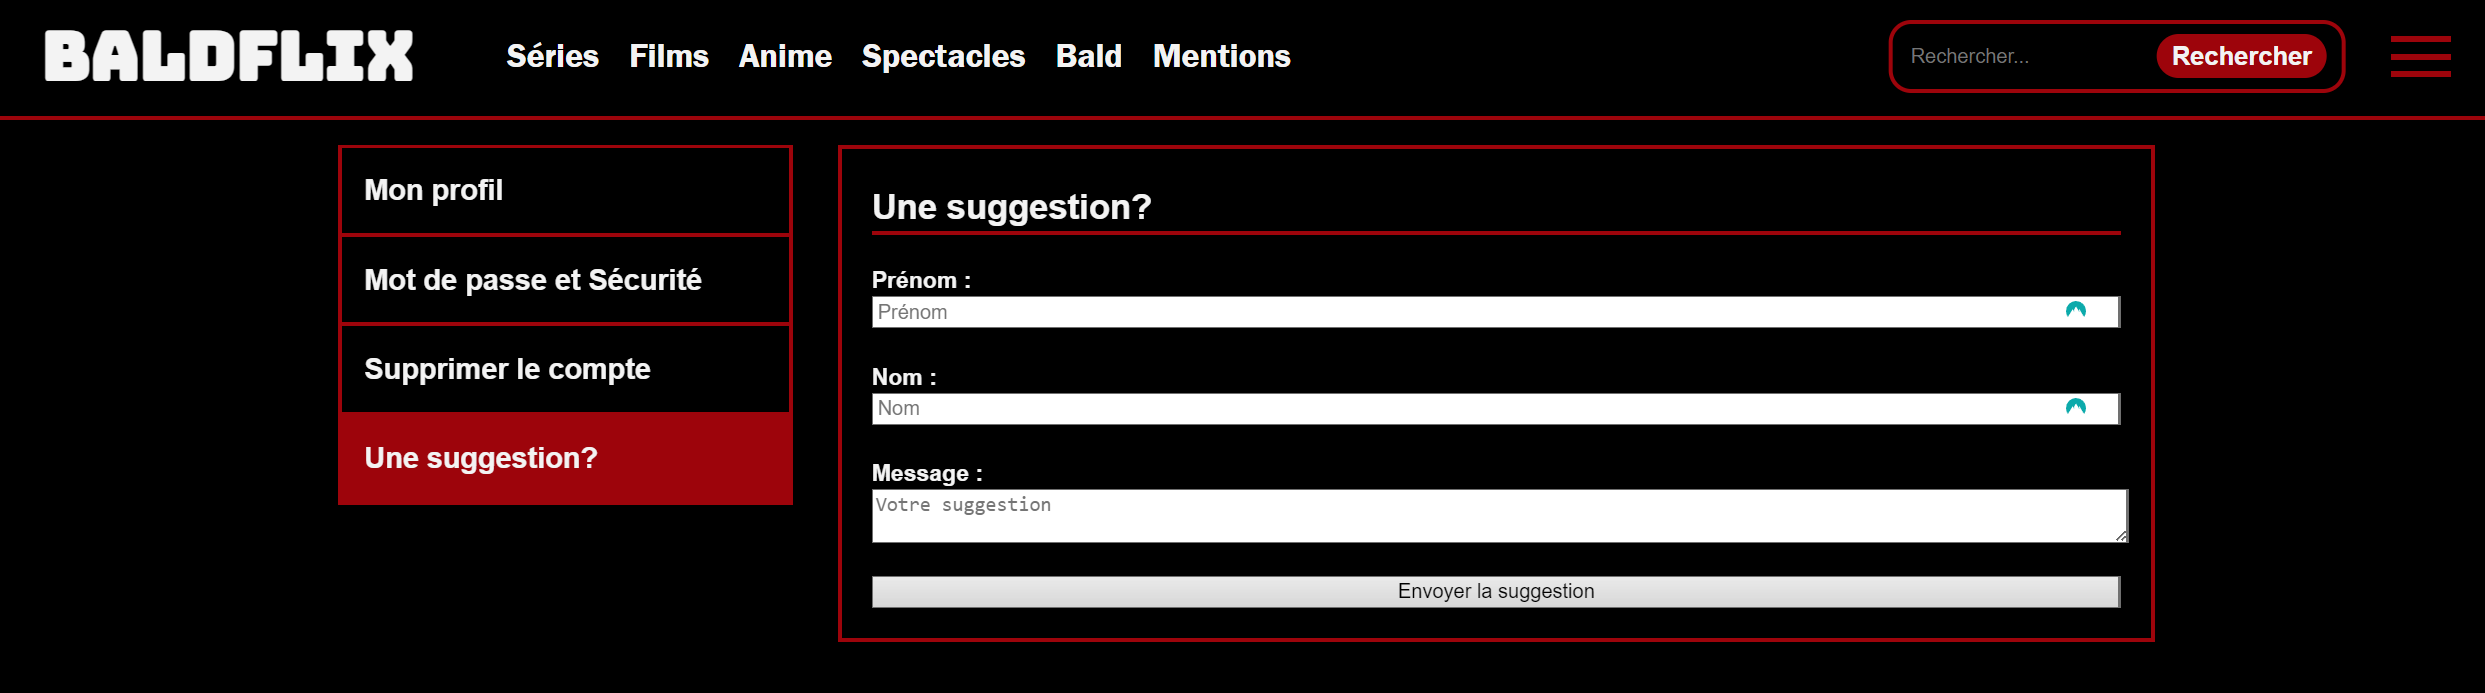 BALDFLIX
Séries Films Anime Spectacles Bald Mentions
Rechercher... Rechercher
Mon profil
Mot de passe et Sécurité
Supprimer le compte
Une suggestion?
Une suggestion?
Prénom :
Prénom
Nom :
Nom
Message :
Votre suggestion
Envoyer la suggestion